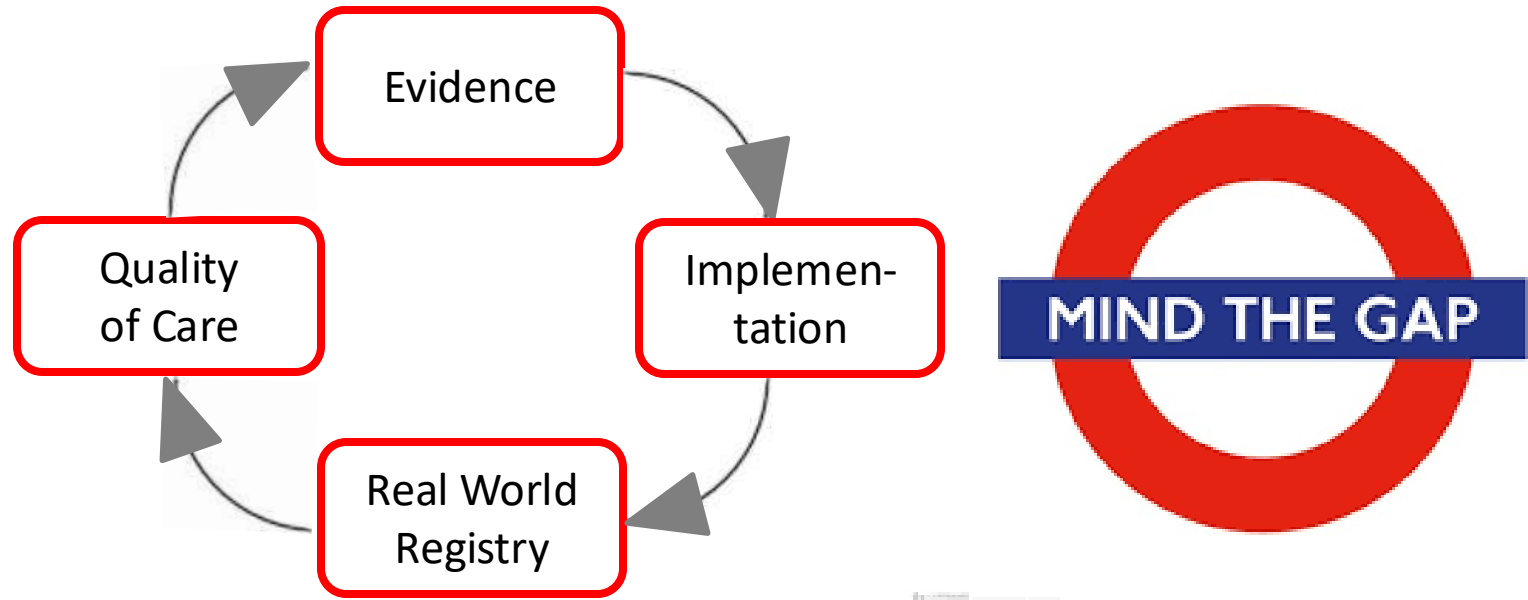 Evidence
Quality
of Care
Implemen-
tation
Real World
Registry
MIND THE GAP